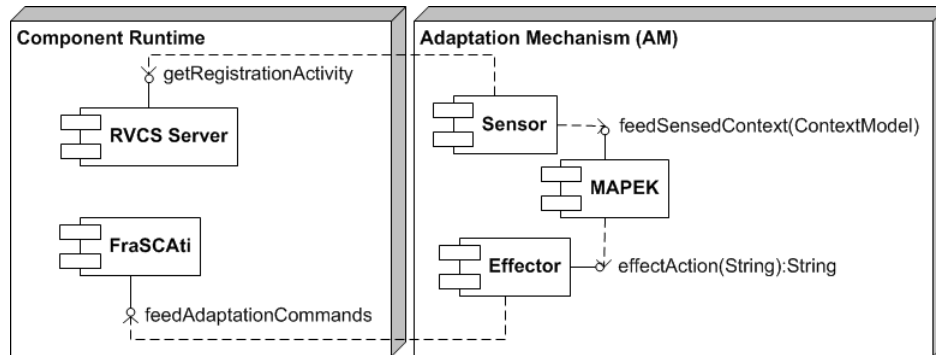 Component Runtime
Adaptation Mechanism (AM)
getRegistrationActivity
RVCS Server
Sensor
feedSensedContext(ContextModel)
MAPEK
FraSCAti
Effector
effectAction(String):String
feedAdaptationCommands